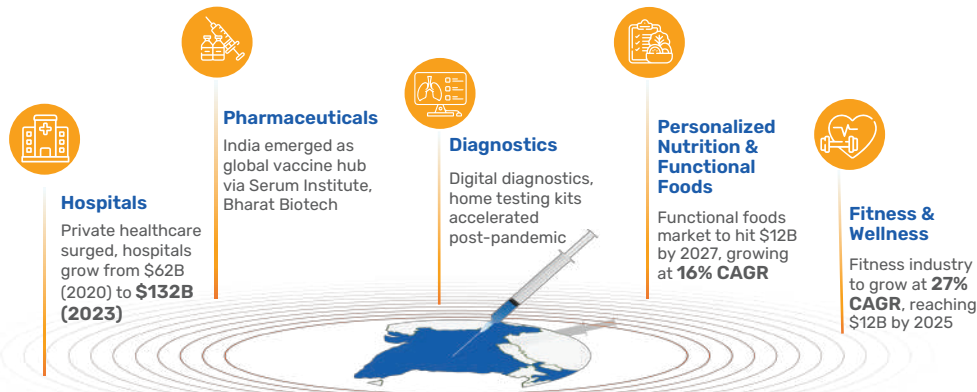 Hospitals
Private healthcare
surged, hospitals
grow from $62B
(2020) to $132B
(2023)
Pharmaceuticals
India emerged as
global vaccine hub
via Serum Institute,
Bharat Biotech
Diagnostics
Digital diagnostics,
home testing kits
accelerated
post-pandemic
Personalized
Nutrition &
Functional
Foods
Functional foods
market to hit $12B
by 2027, growing
at 16% CAGR
Fitness &
Wellness
Fitness industry
to grow at 27%
CAGR, reaching
$12B by 2025